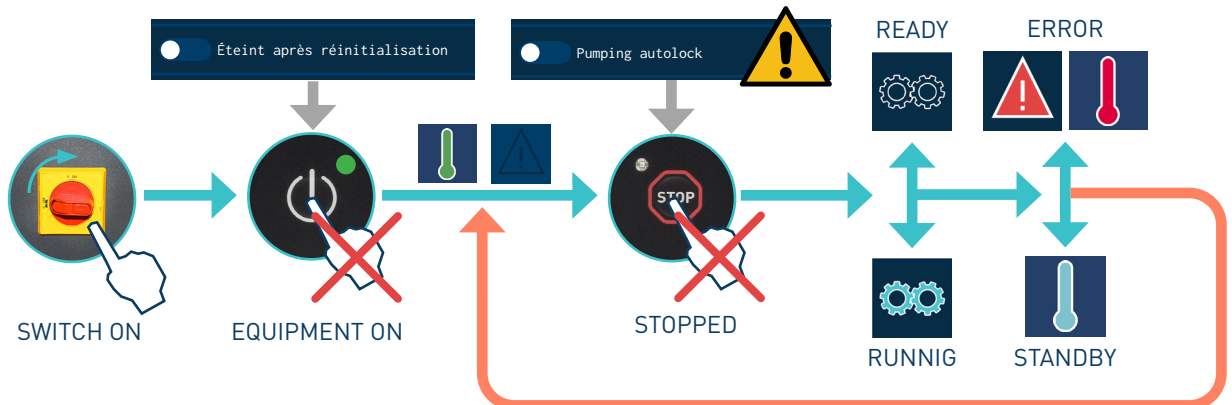 Éteint après réinitialisation
Pumping autolock
READY
ERROR
STOP
SWITCH ON
EQUIPMENT ON
STOPPED
RUNNIG
STANDBY